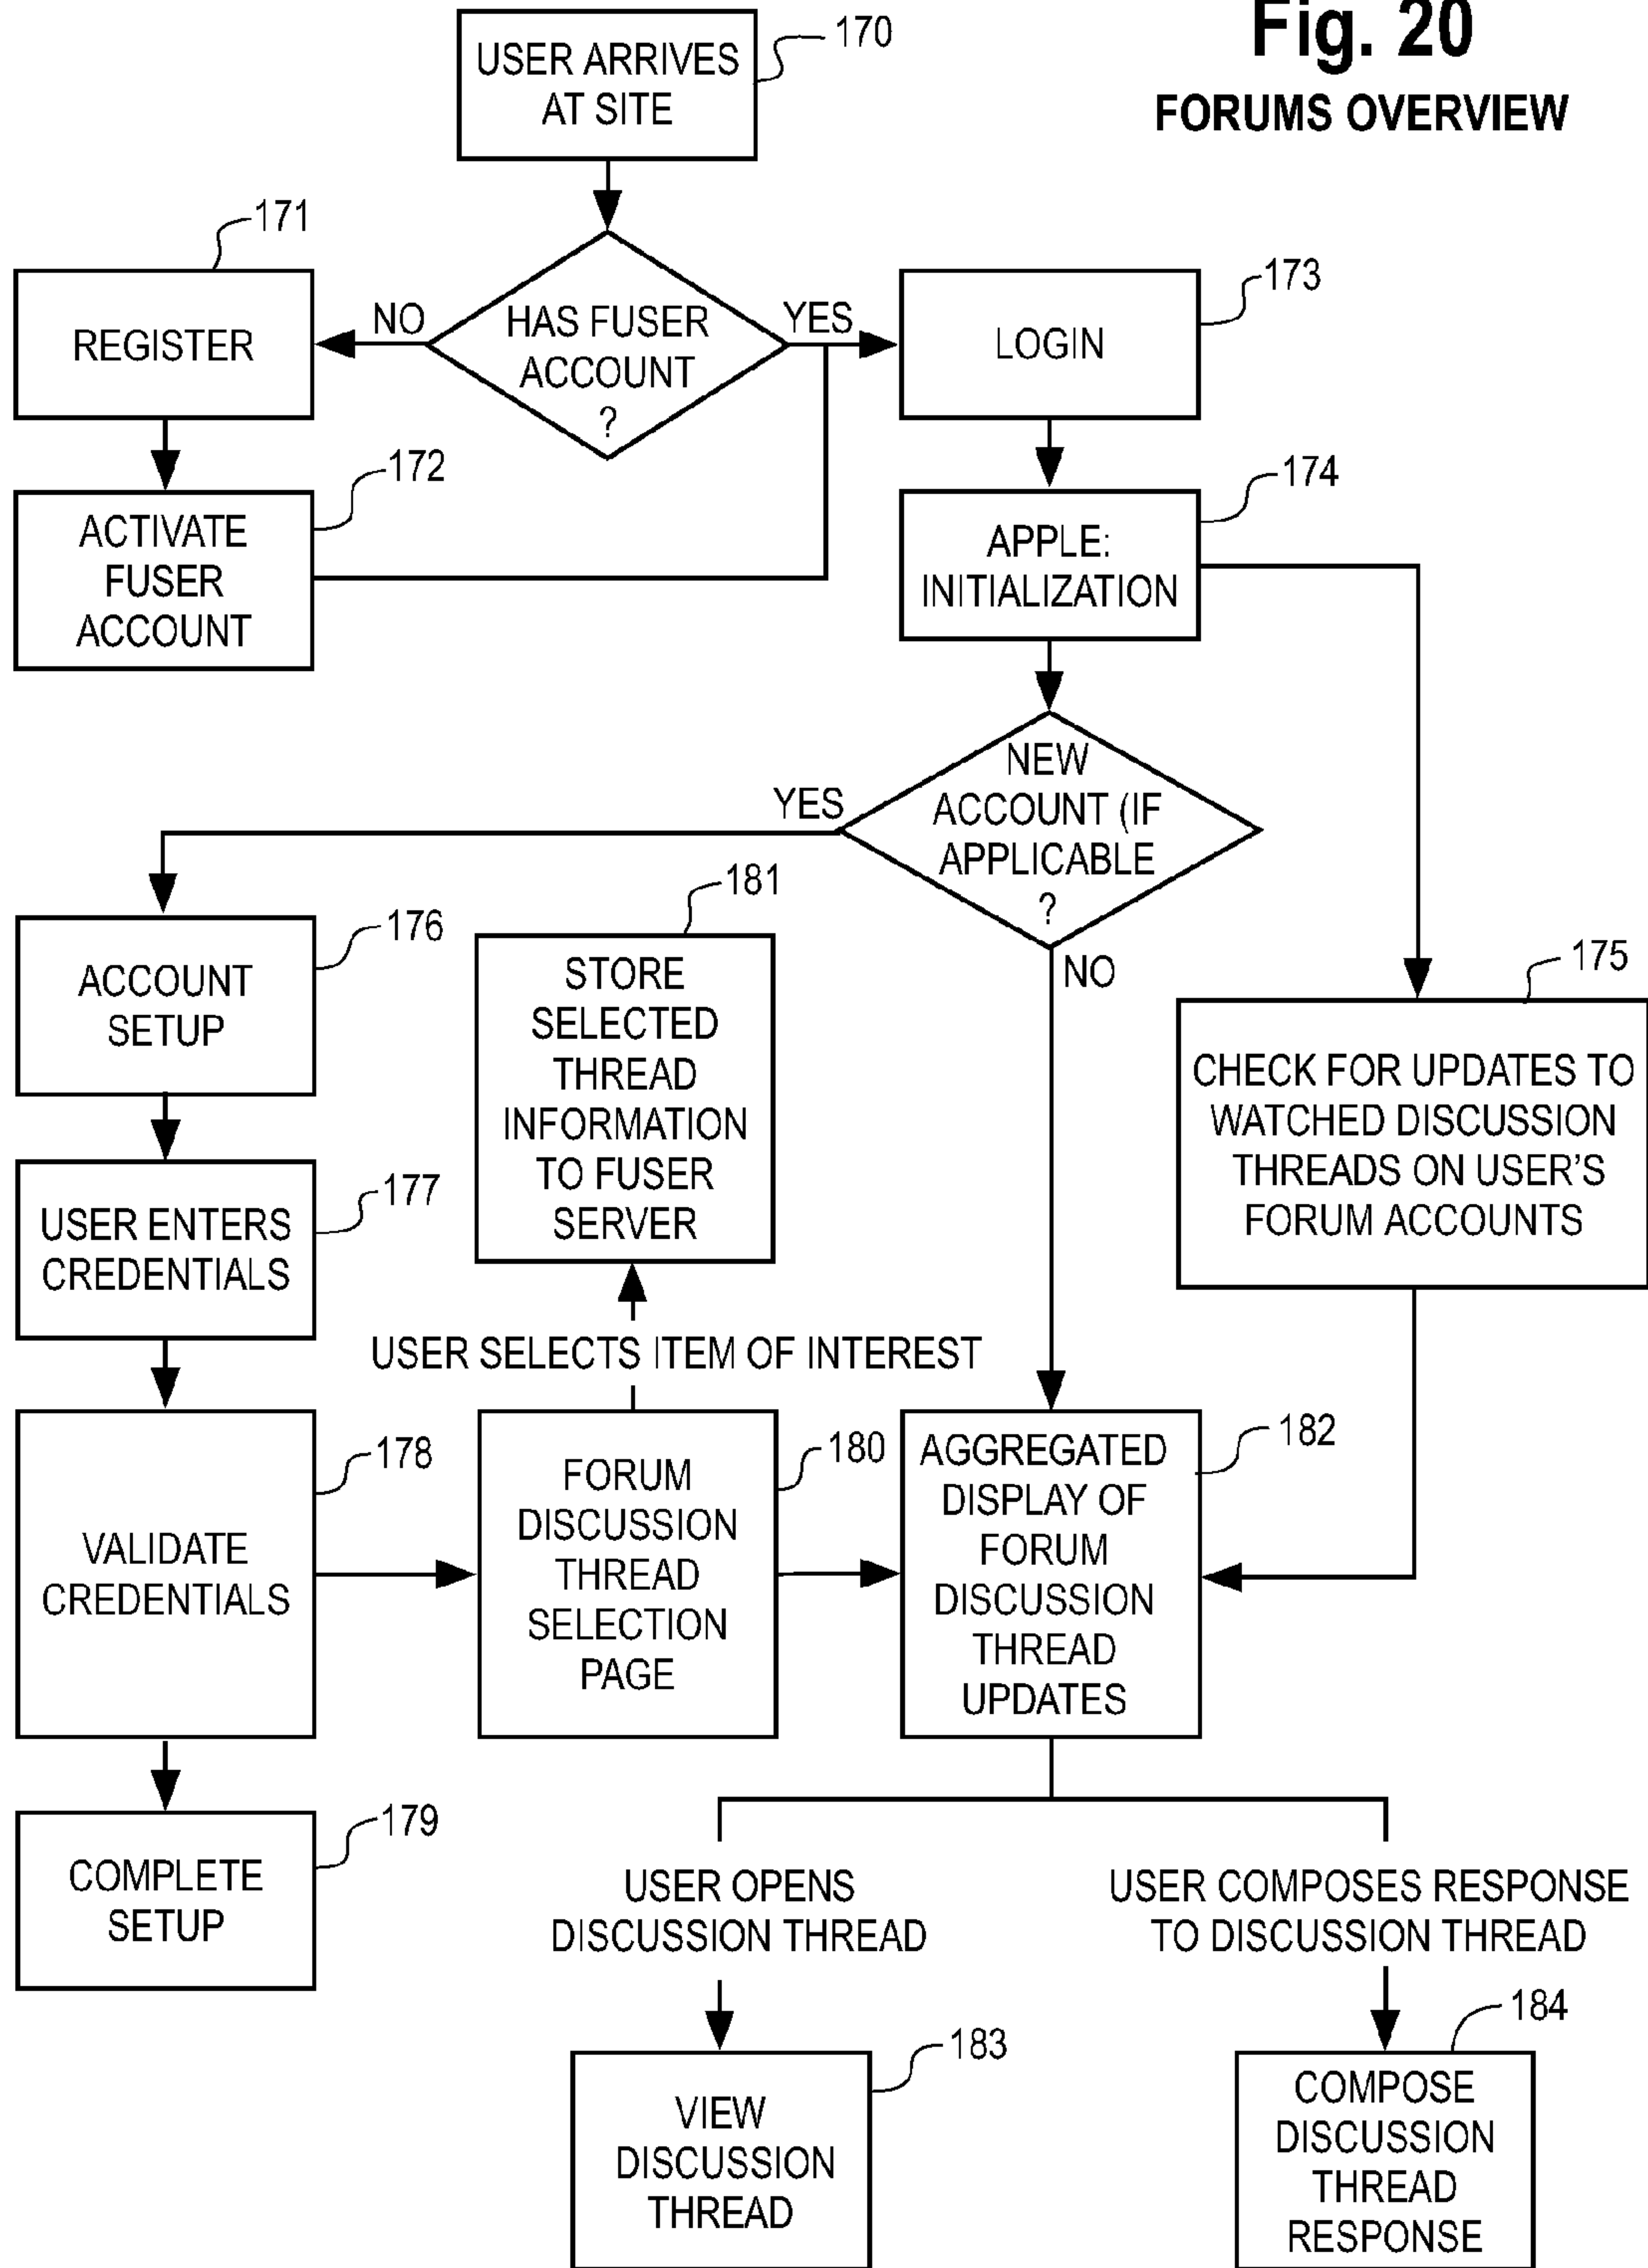 Fig. 20
FORUMS OVERVIEW
USER ARRIVES
AT SITE
170
171
REGISTER
NO
HAS FUSER
ACCOUNT
?
YES
LOGIN
173
172
ACTIVATE
FUSER
ACCOUNT
174
APPLE:
INITIALIZATION
NEW
ACCOUNT (IF
APPLICABLE
?
YES
NO
176
ACCOUNT
SETUP
181
STORE
SELECTED
THREAD
INFORMATION
TO FUSER
SERVER
175
CHECK FOR UPDATES TO
WATCHED DISCUSSION
THREADS ON USER'S
FORUM ACCOUNTS
177
USER ENTERS
CREDENTIALS
USER SELECTS ITEM OF INTEREST
178
VALIDATE
CREDENTIALS
180
FORUM
DISCUSSION
THREAD
SELECTION
PAGE
182
AGGREGATED
DISPLAY OF
FORUM
DISCUSSION
THREAD
UPDATES
179
COMPLETE
SETUP
USER OPENS
DISCUSSION THREAD
USER COMPOSES RESPONSE
TO DISCUSSION THREAD
183
VIEW
DISCUSSION
THREAD
184
COMPOSE
DISCUSSION
THREAD
RESPONSE